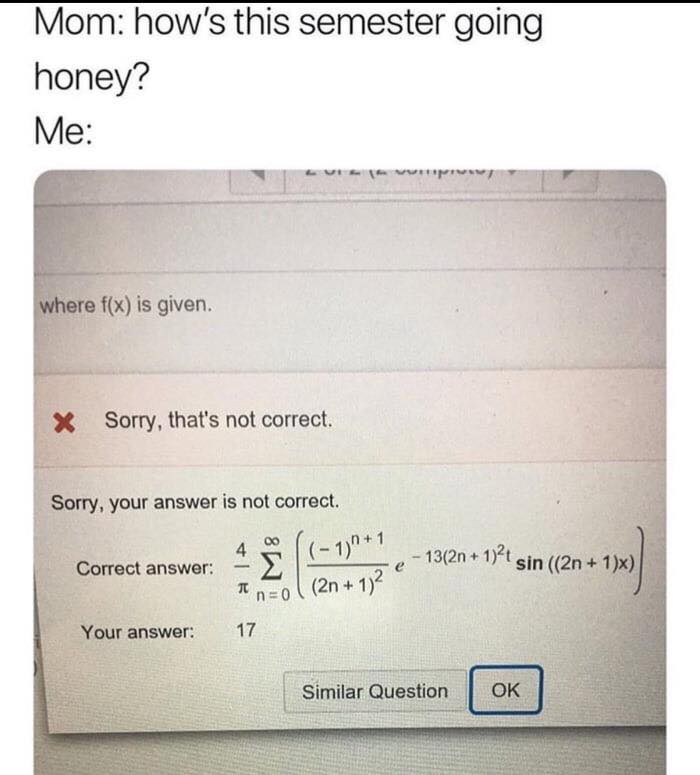 Mom: how's this semester going
honey?
Me:
where f(x) is given.
× Sorry, that's not correct.
Sorry, your answer is not correct.
Correct answer: 4/π ∞∑n=0 ( (-1)ⁿ⁺¹/(2n+1)² e^(-13(2n+1)²t) sin ((2n+1)x) )
Your answer: 17
Similar Question OK